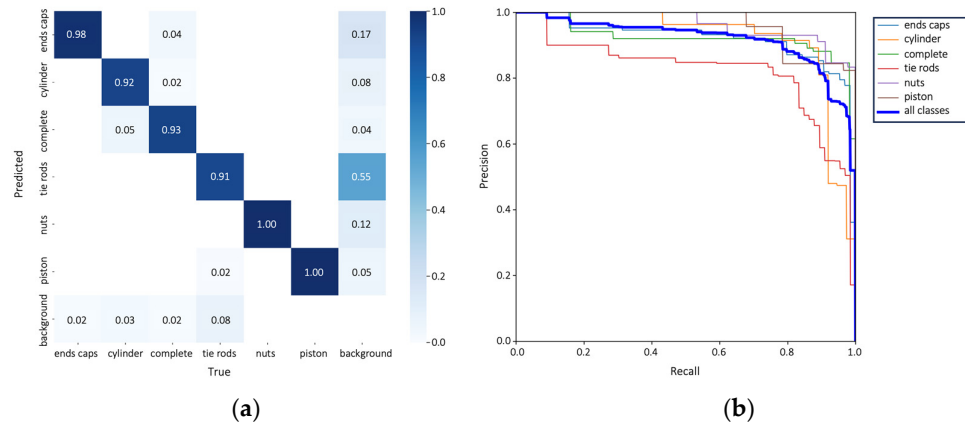 ends caps
cylinder
complete
tie rods
nuts
piston
background
Predicted
0.98 0.04 0.17
0.92 0.02 0.08
0.05 0.93 0.04
0.91 0.55
1.00 0.12
0.02 1.00 0.05
0.02 0.03 0.02 0.08
ends caps cylinder complete tie rods nuts piston background
True
1.0
0.8
0.6
0.4
0.2
0.0
(a)
Precision
1.0
0.8
0.6
0.4
0.2
0.0
0.0 0.2 0.4 0.6 0.8 1.0
Recall
ends caps
cylinder
complete
tie rods
nuts
piston
all classes
(b)